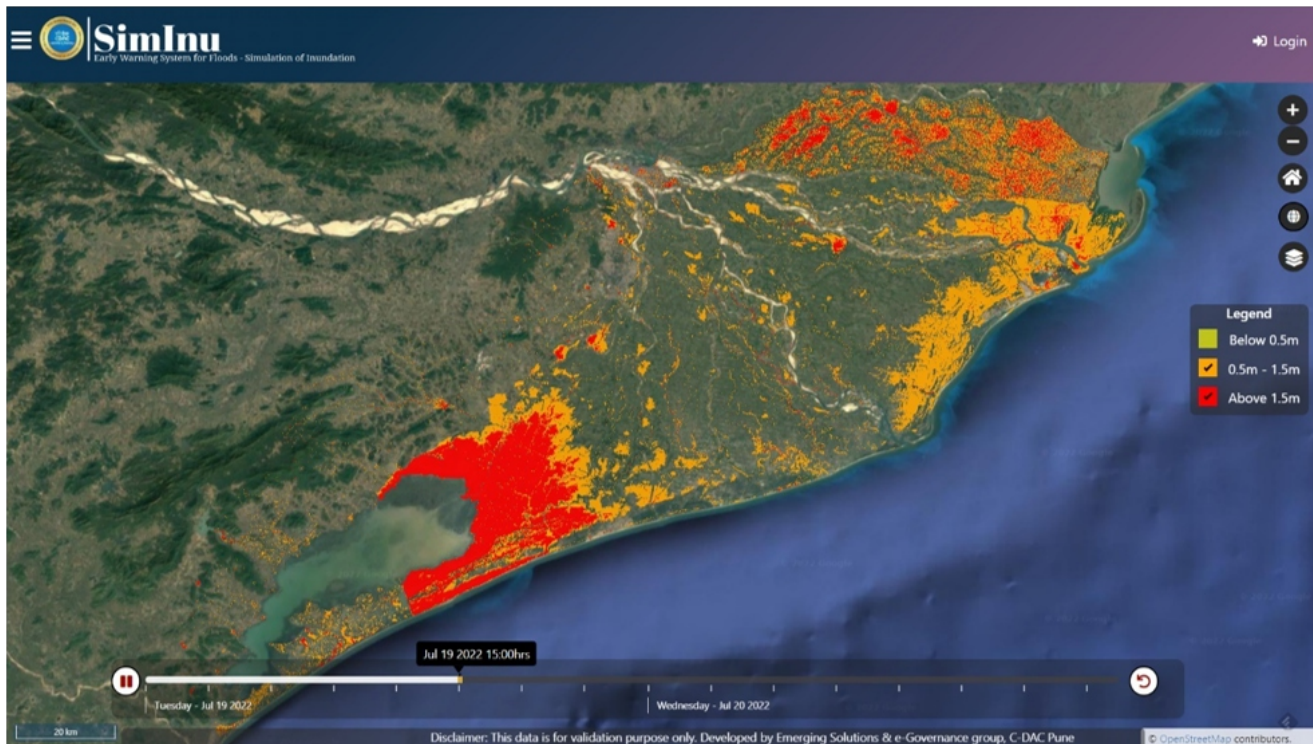 SimInu
Early Warning System for Floods - Simulation of Inundation
Login
Legend
Below 0.5m
0.5m - 1.5m
Above 1.5m
Jul 19 2022 15:00hrs
Tuesday - Jul 19 2022
Wednesday - Jul 20 2022
20 km
Disclaimer: This data is for validation purpose only. Developed by Emerging Solutions & e-Governance group, C-DAC Pune
© OpenStreetMap contributors.